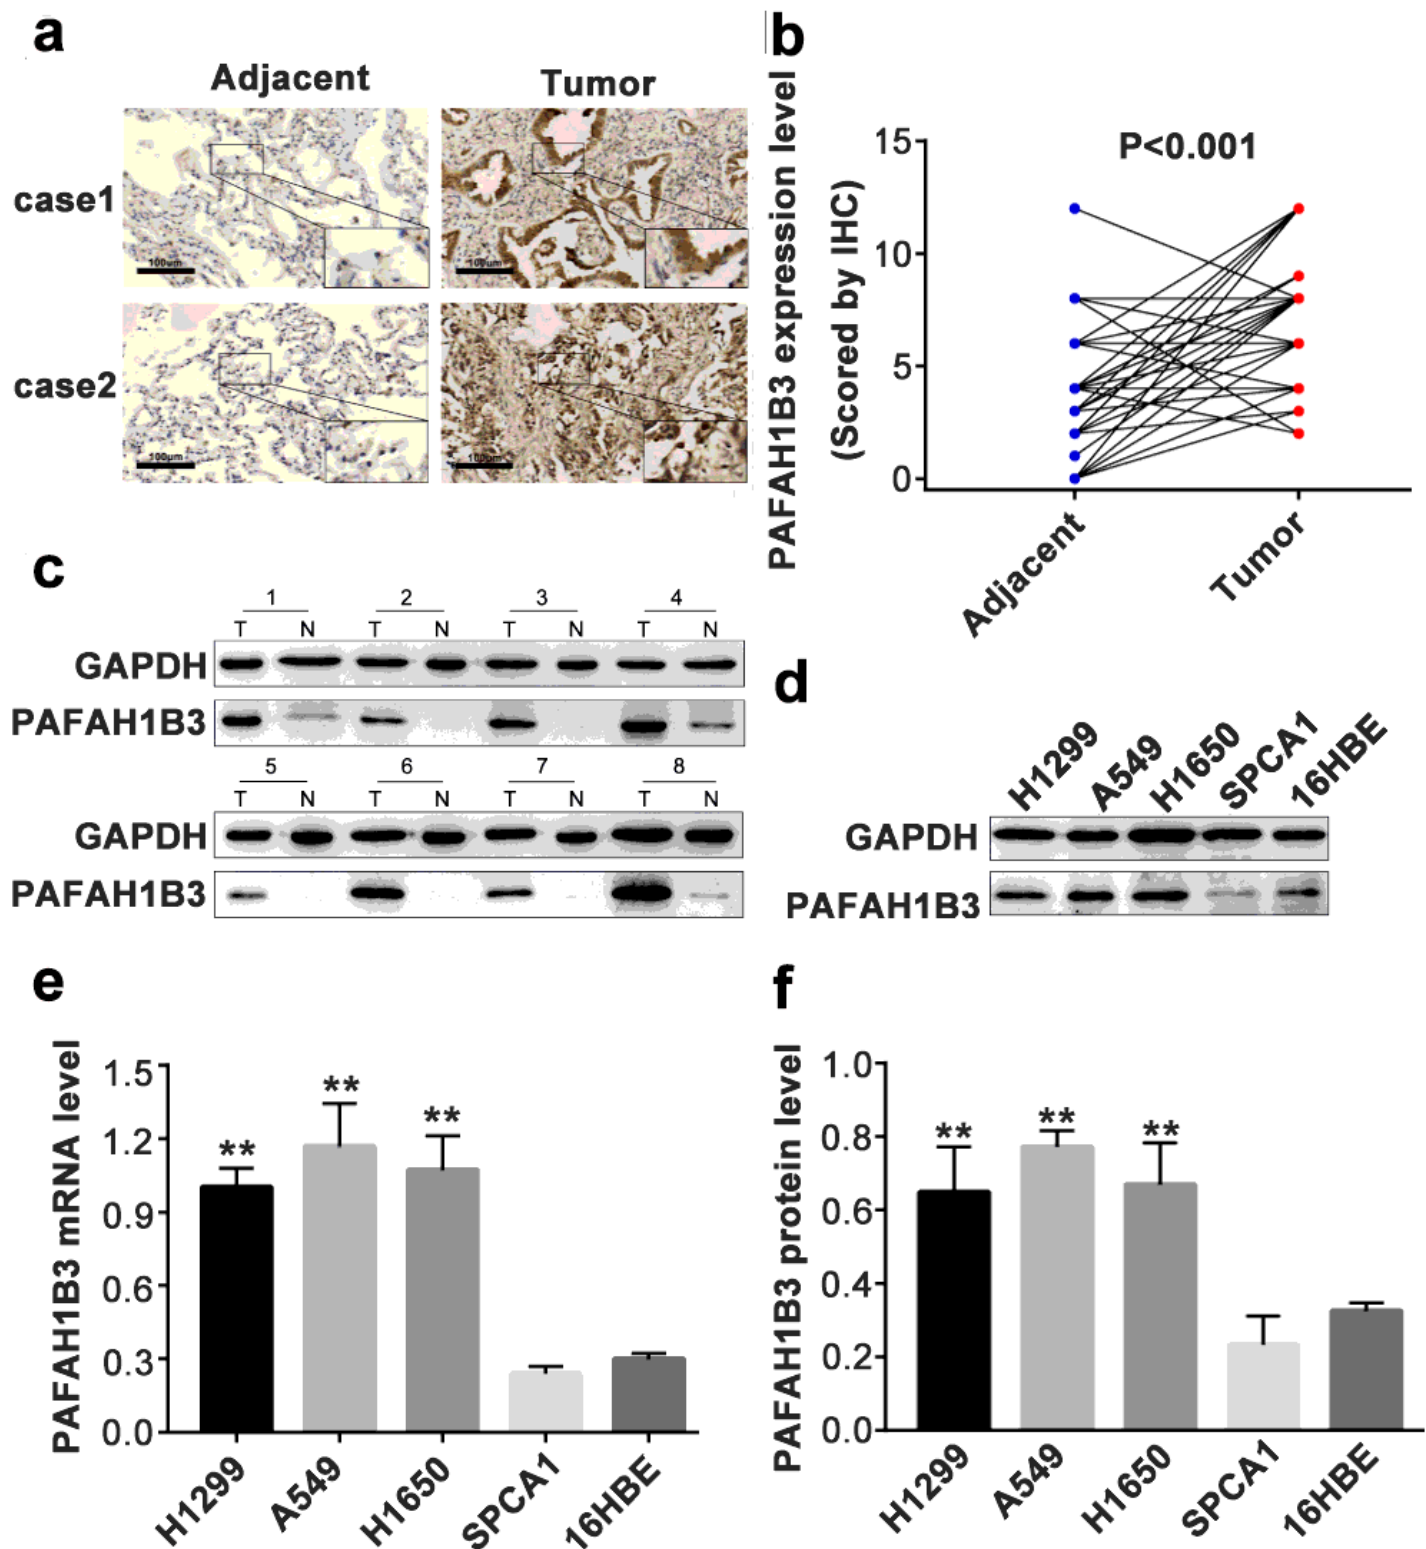 a
Adjacent
Tumor
case1
100um
100um
case2
100um
100um
b
PAFAH1B3 expression level
(Scored by IHC)
P<0.001
15
10
5
0
Adjacent
Tumor
c
1 2 3 4
T N T N T N T N
GAPDH
PAFAH1B3
5 6 7 8
T N T N T N T N
GAPDH
PAFAH1B3
d
H1299 A549 H1650 SPCA1 16HBE
GAPDH
PAFAH1B3
e
PAFAH1B3 mRNA level
1.5
1.2
0.9
0.6
0.3
0.0
** ** **
H1299 A549 H1650 SPCA1 16HBE
f
PAFAH1B3 protein level
1.0
0.8
0.6
0.4
0.2
0.0
** ** **
H1299 A549 H1650 SPCA1 16HBE